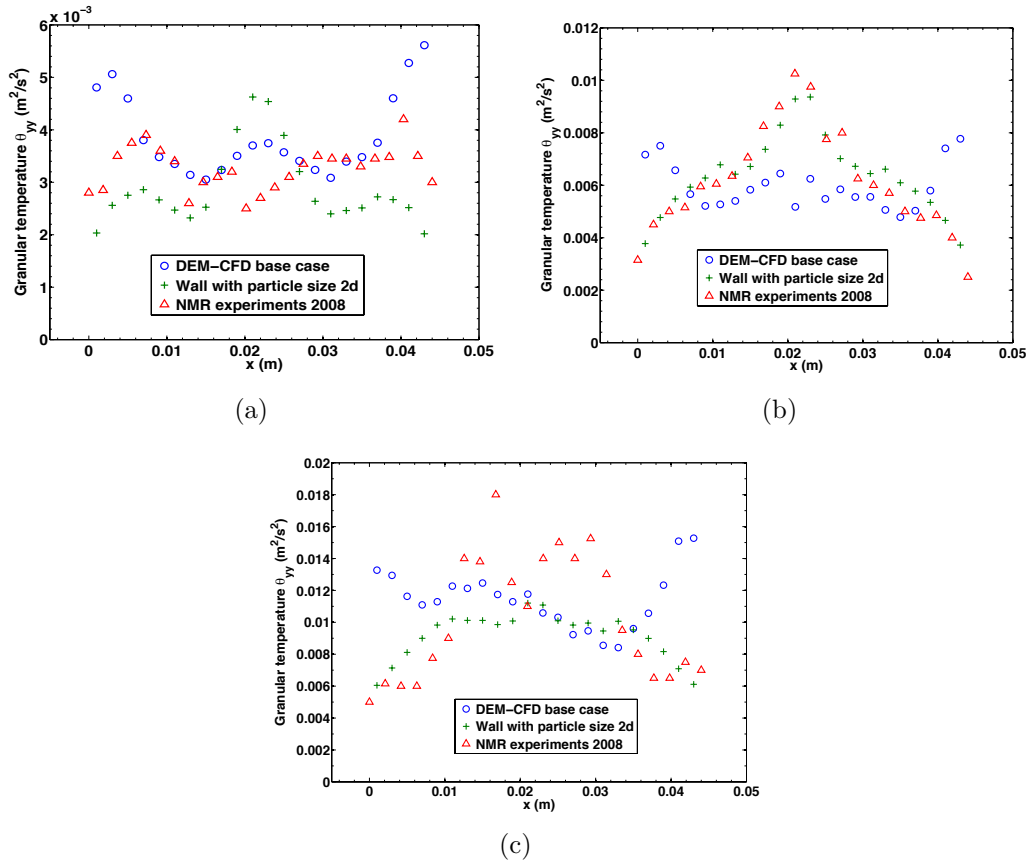 6 x 10⁻³
5
4
3
2
1
0
Granular temperature θyy (m²/s²)
DEM−CFD base case
Wall with particle size 2d
NMR experiments 2008
0 0.01 0.02 0.03 0.04 0.05
x (m)
(a)
0.012
0.01
0.008
0.006
0.004
0.002
0
Granular temperature θyy (m²/s²)
DEM−CFD base case
Wall with particle size 2d
NMR experiments 2008
0 0.01 0.02 0.03 0.04 0.05
x (m)
(b)
0.02
0.018
0.016
0.014
0.012
0.01
0.008
0.006
0.004
0.002
0
Granular temperature θyy (m²/s²)
DEM−CFD base case
Wall with particle size 2d
NMR experiments 2008
0 0.01 0.02 0.03 0.04 0.05
x (m)
(c)